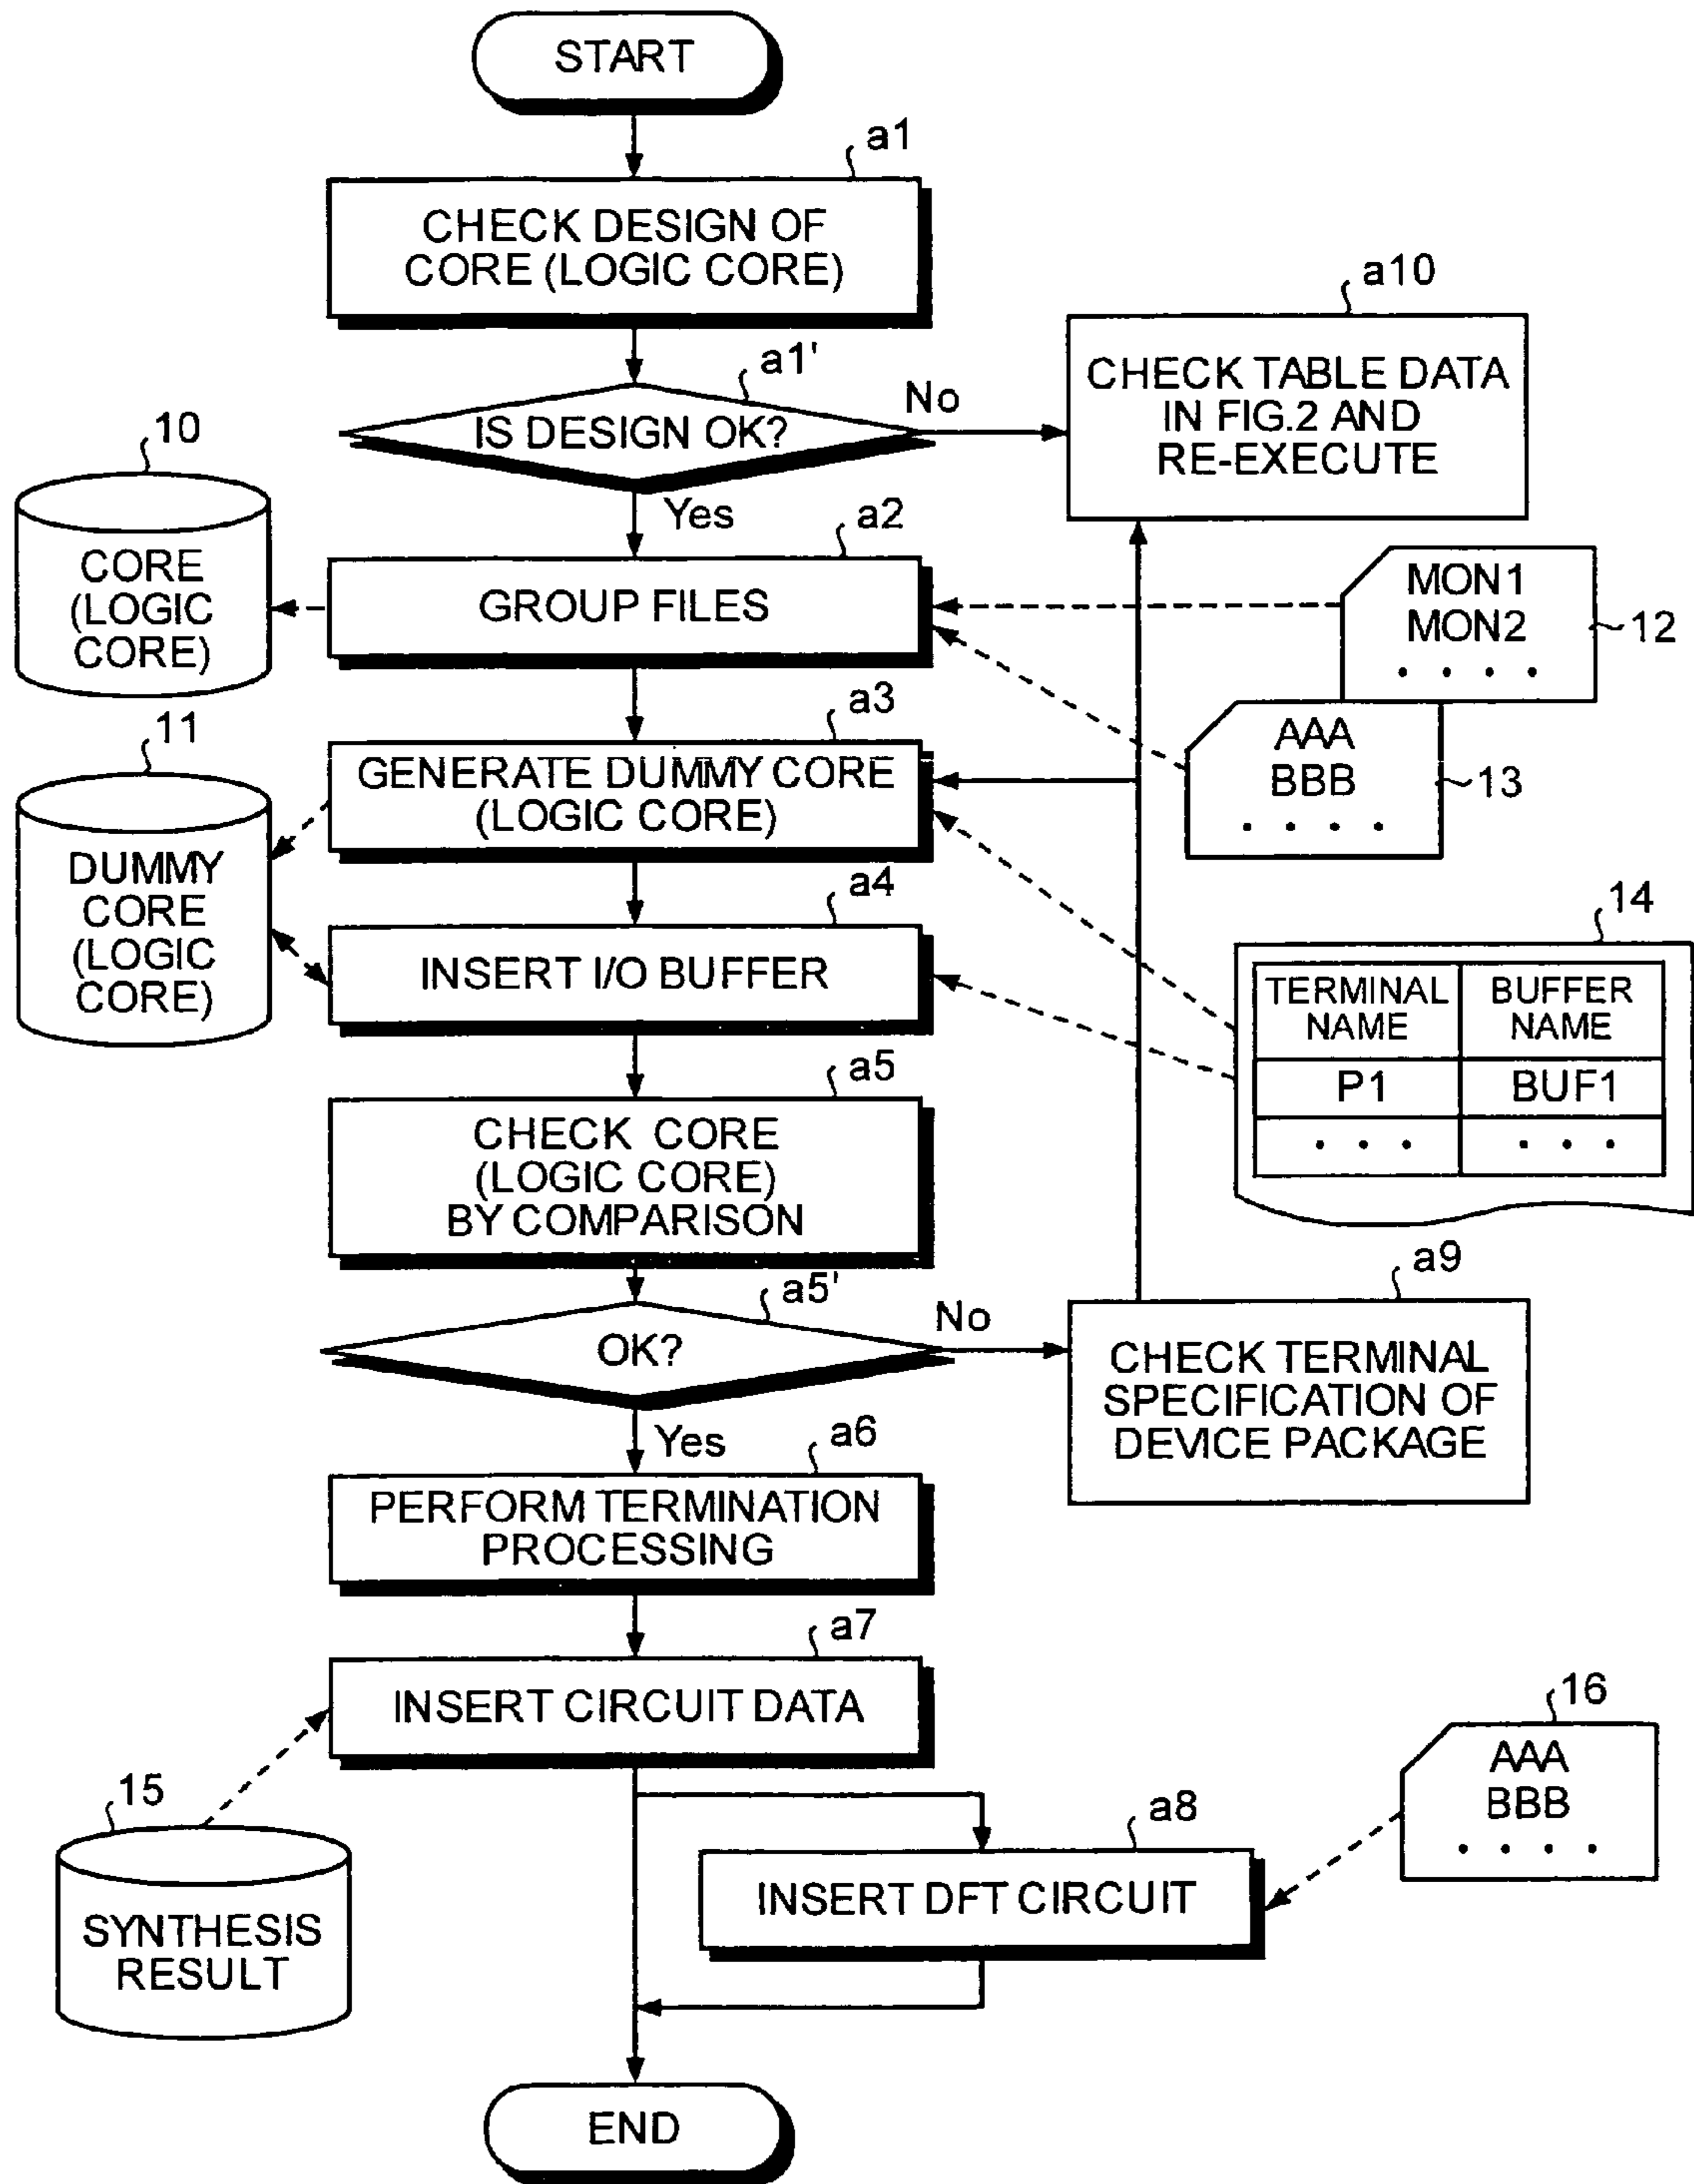 START
a1
CHECK DESIGN OF
CORE (LOGIC CORE)
a10
CHECK TABLE DATA
IN FIG.2 AND
RE-EXECUTE
a1'
IS DESIGN OK?
No
Yes
10
CORE
(LOGIC
CORE)
a2
GROUP FILES
MON1
MON2
. . . .
12
AAA
BBB
. . . .
13
11
DUMMY
CORE
(LOGIC
CORE)
a3
GENERATE DUMMY CORE
(LOGIC CORE)
a4
INSERT I/O BUFFER
14
TERMINAL
NAME
BUFFER
NAME
P1
BUF1
. . .
. . .
a5
CHECK CORE
(LOGIC CORE)
BY COMPARISON
a5'
OK?
No
Yes
a9
CHECK TERMINAL
SPECIFICATION OF
DEVICE PACKAGE
a6
PERFORM TERMINATION
PROCESSING
a7
INSERT CIRCUIT DATA
15
SYNTHESIS
RESULT
a8
INSERT DFT CIRCUIT
16
AAA
BBB
. . . .
END